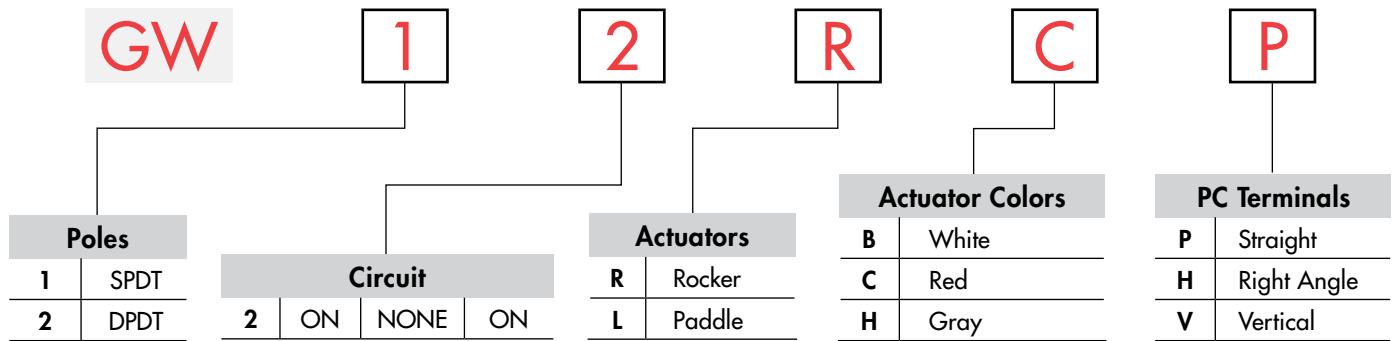 GW 1 2 R C P
Poles
1 SPDT
2 DPDT
Circuit
2 ON NONE ON
Actuators
R Rocker
L Paddle
Actuator Colors
B White
C Red
H Gray
PC Terminals
P Straight
H Right Angle
V Vertical